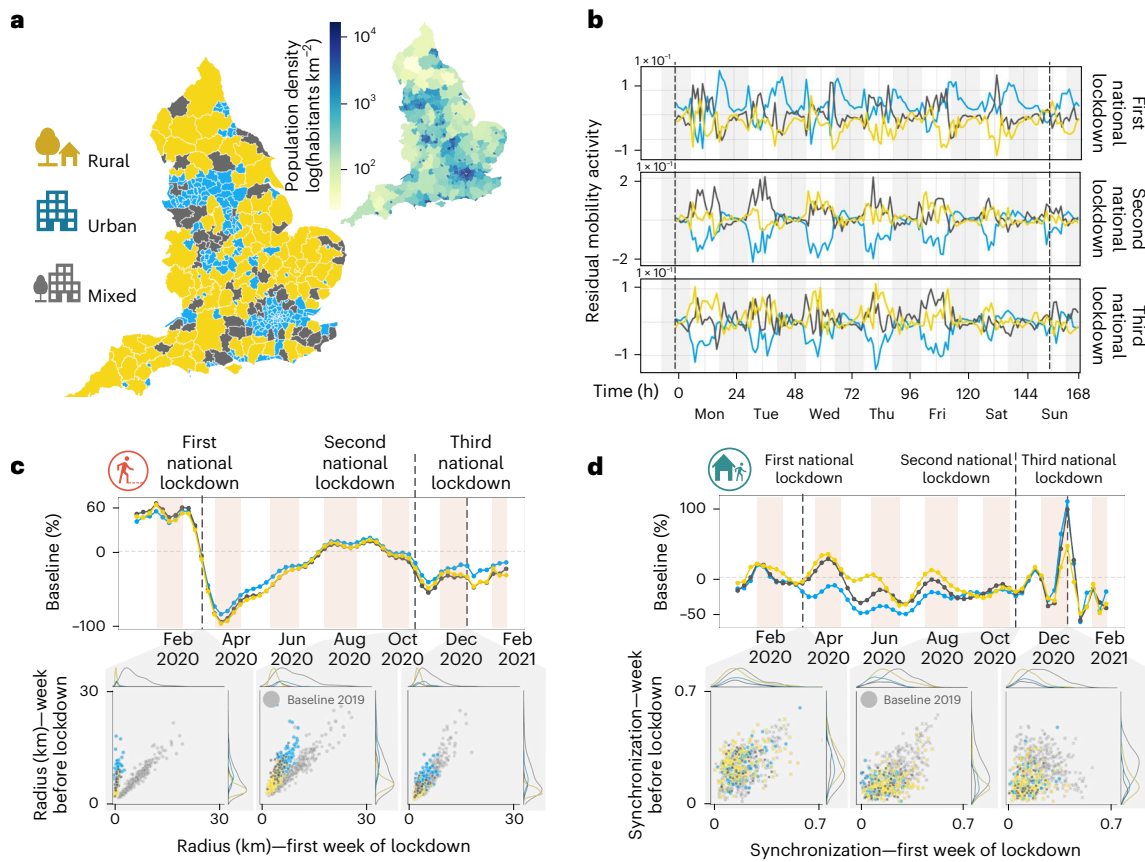 a
Rural
Urban
Mixed
Population density
log(habitants km−2)
10^4
10^3
10^2
b
Residual mobility activity
1 × 10−1
1
−1
First
national
lockdown
1 × 10−1
2
−2
Second
national
lockdown
1 × 10−1
1
−1
Third
national
lockdown
Time (h)
0 24 48 72 96 120 144 168
Mon Tue Wed Thu Fri Sat Sun
c
First
national
lockdown
Second
national
lockdown
Third
national
lockdown
Baseline (%)
60
0
−100
Feb Apr Jun Aug Oct Dec Feb
2020 2020 2020 2020 2020 2020 2021
Radius (km)—week
before lockdown
30
0
Baseline 2019
0 30 0 30
Radius (km)—first week of lockdown
d
First national
lockdown
Second national
lockdown
Third national
lockdown
Baseline (%)
100
0
−50
Feb Apr Jun Aug Oct Dec Feb
2020 2020 2020 2020 2020 2020 2021
Synchronization—week
before lockdown
0.7
0
Baseline 2019
0 0.7 0 0.7 0 0.7
Synchronization—first week of lockdown